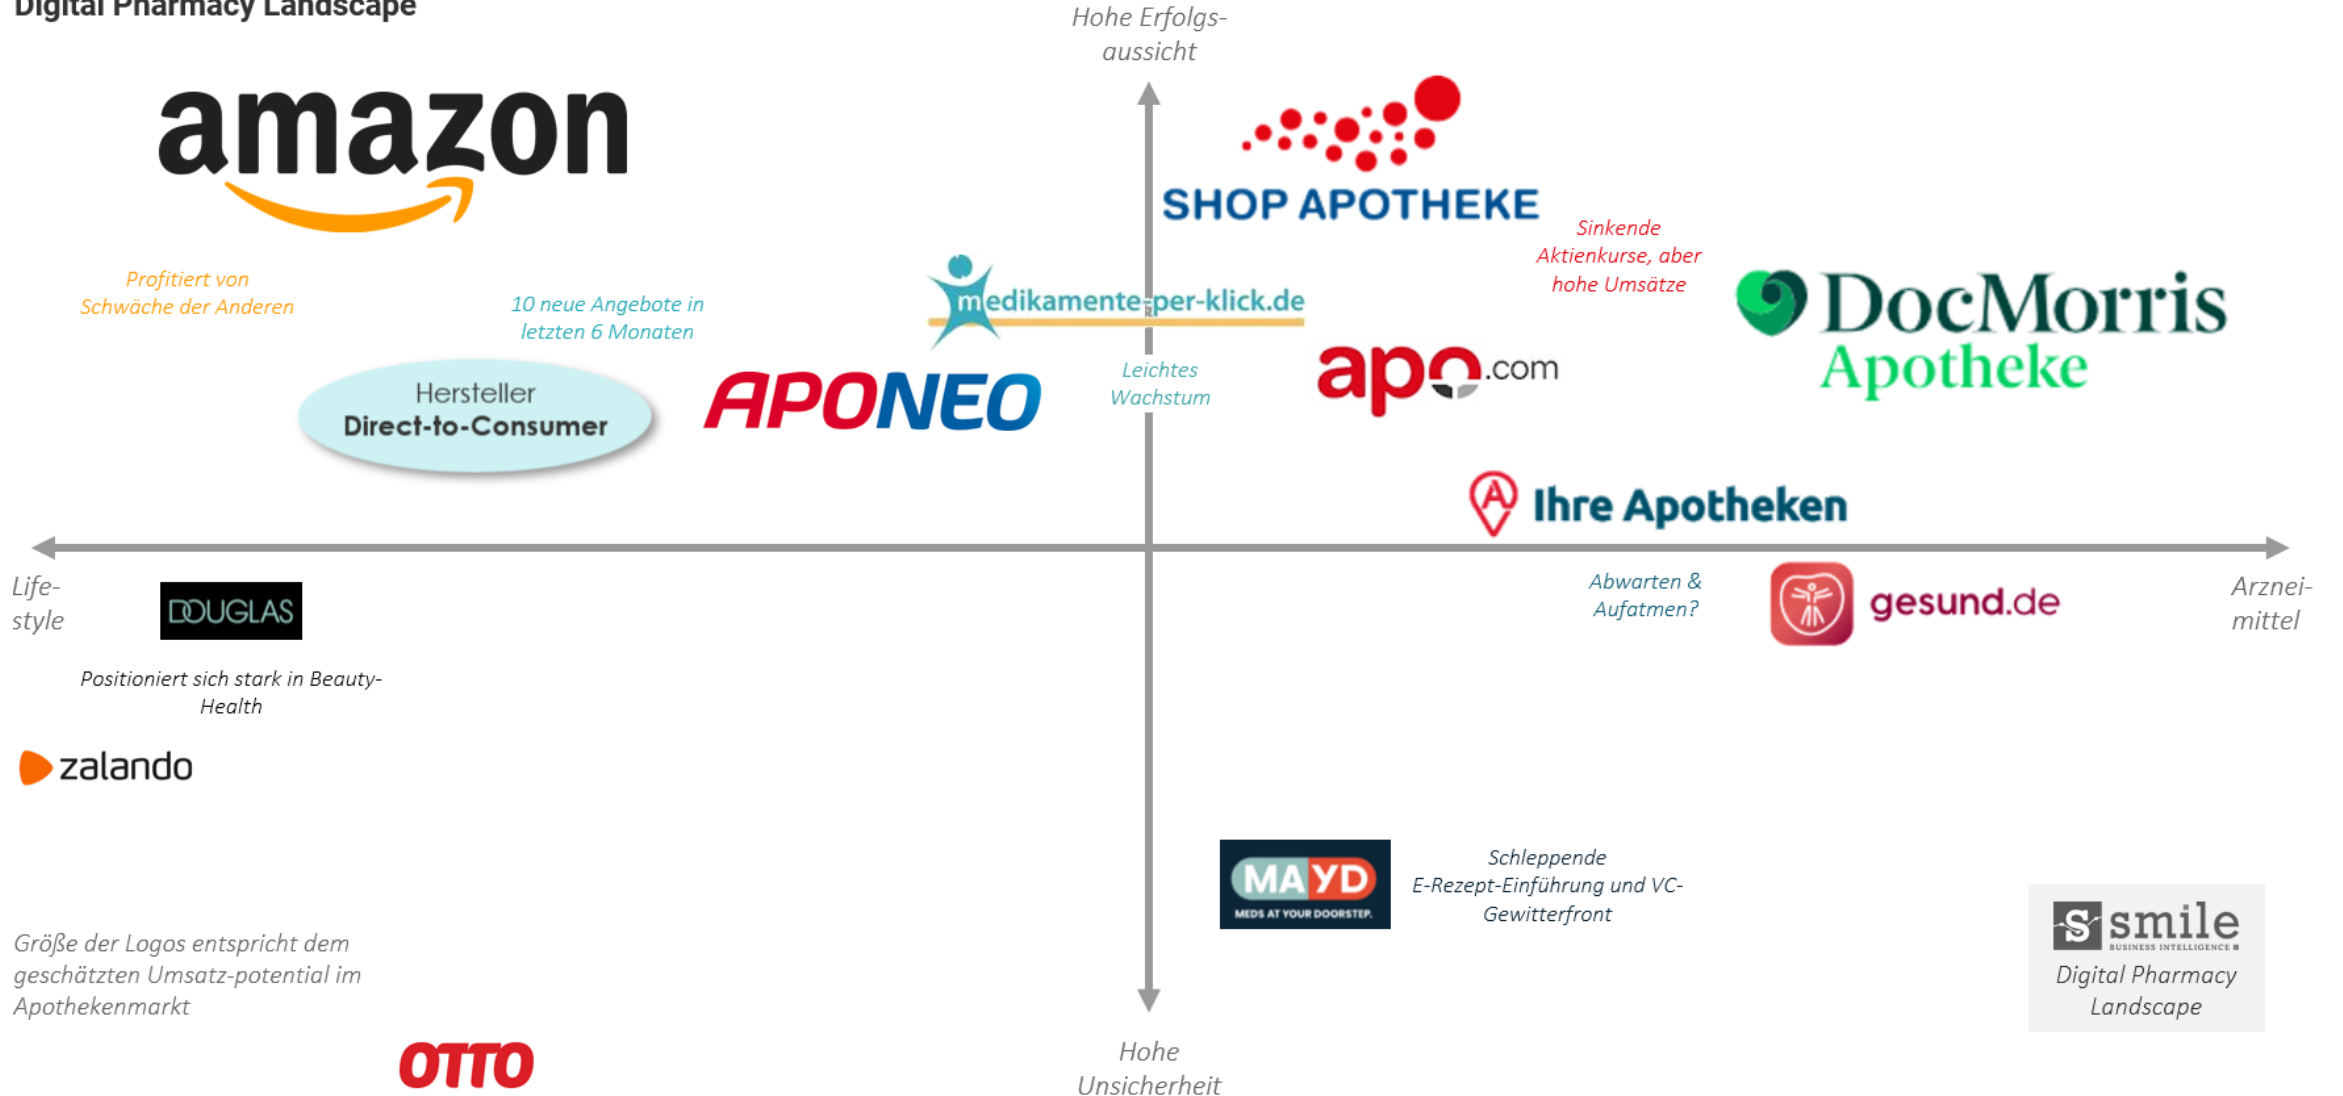 Digital Pharmacy Landscape
Hohe Erfolgs-
aussicht
amazon
SHOP APOTHEKE
Sinkende
Aktienkurse, aber
hohe Umsätze
Profitiert von
Schwäche der Anderen
10 neue Angebote in
letzten 6 Monaten
medikamente-per-klick.de
DocMorris
Apotheke
Hersteller
Direct-to-Consumer
APONEO
Leichtes
Wachstum
apo.com
A Ihre Apotheken
Life-
style
DOUGLAS
Abwarten &
Aufatmen?
gesund.de
Arznei-
mittel
Positioniert sich stark in Beauty-
Health
zalando
MAYD
MEDS AT YOUR DOORSTEP.
Schleppende
E-Rezept-Einführung und VC-
Gewitterfront
Größe der Logos entspricht dem
geschätzten Umsatz-potential im
Apothekenmarkt
S smile
BUSINESS INTELLIGENCE
Digital Pharmacy
Landscape
OTTO
Hohe
Unsicherheit